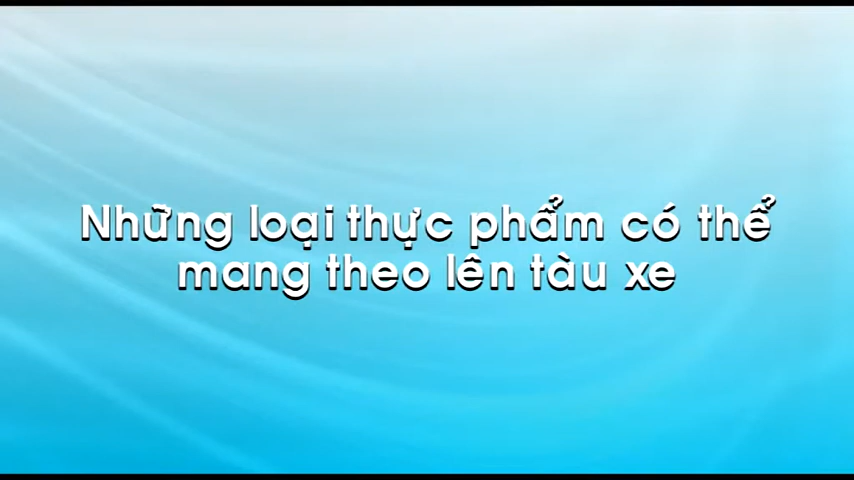 Những loại thực phẩm có thể
mang theo lên tàu xe